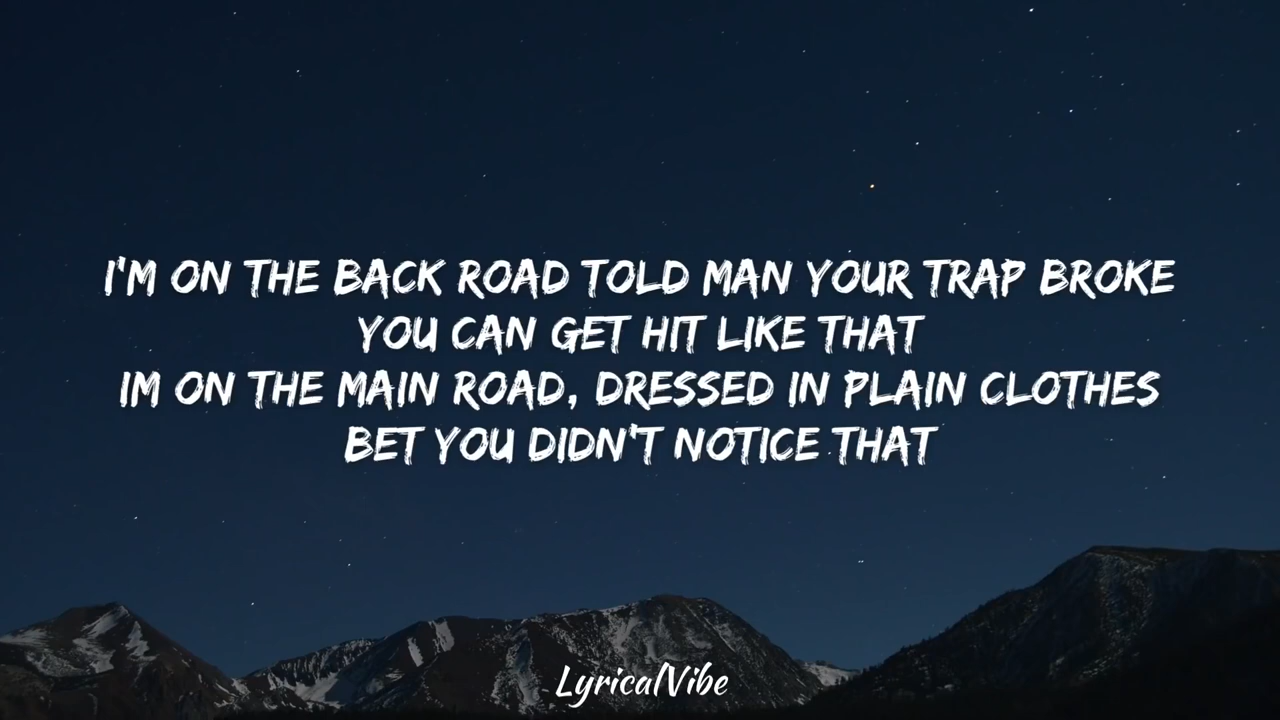 I'M ON THE BACK ROAD TOLD MAN YOUR TRAP BROKE
YOU CAN GET HIT LIKE THAT
IM ON THE MAIN ROAD, DRESSED IN PLAIN CLOTHES
BET YOU DIDN'T NOTICE THAT
LyricalVibe